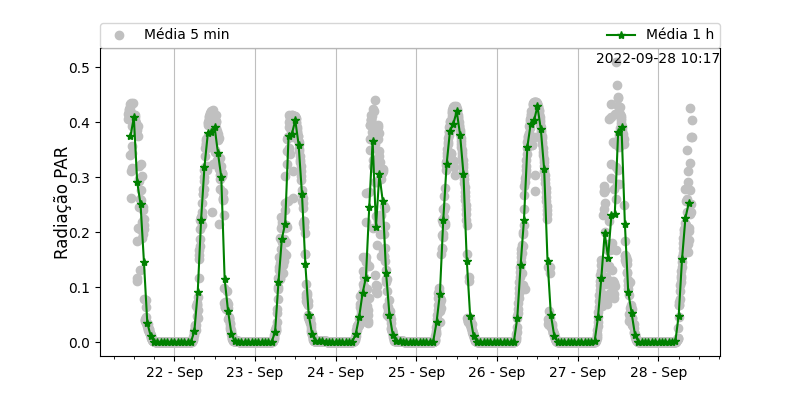 Média 5 min
Média 1 h
2022-09-28 10:17
Radiação PAR
0.5
0.4
0.3
0.2
0.1
0.0
22 - Sep
23 - Sep
24 - Sep
25 - Sep
26 - Sep
27 - Sep
28 - Sep